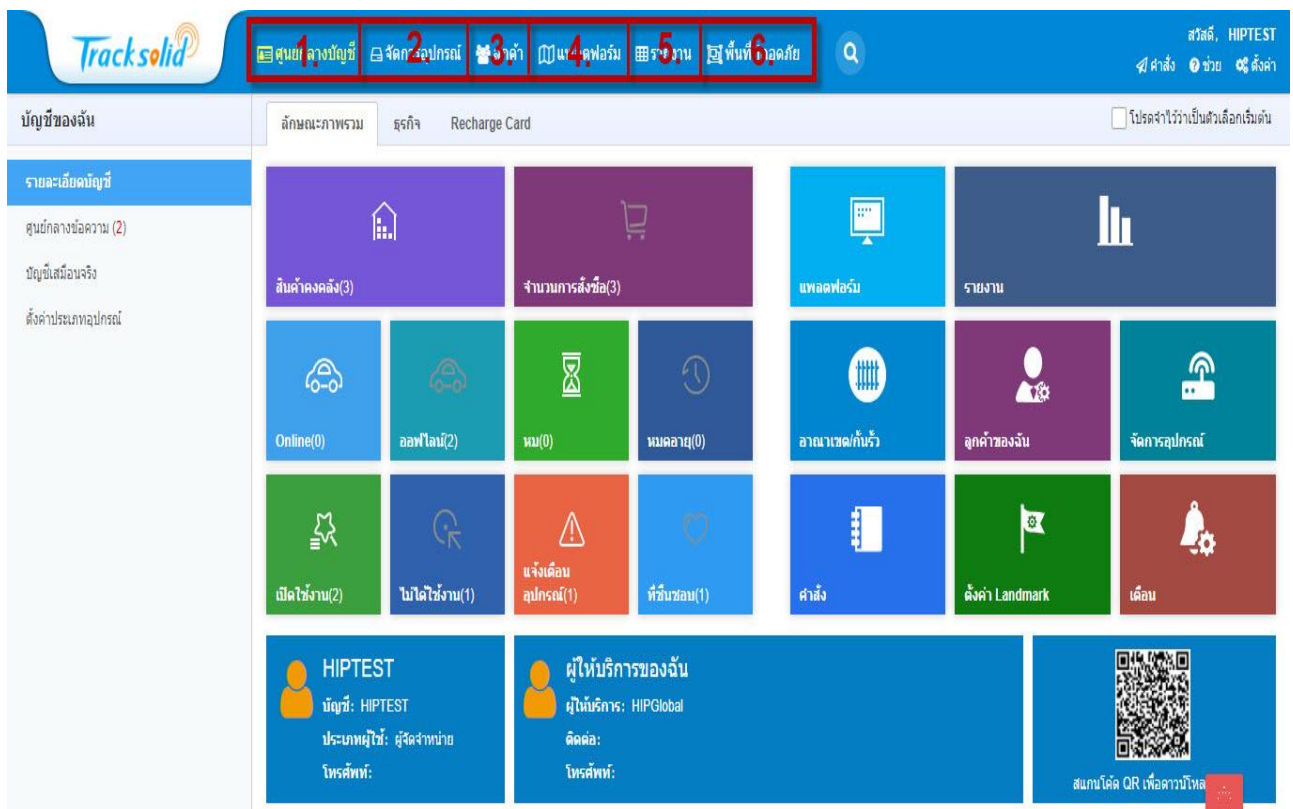 Tracksolid
1. 2. 3. 4. 5. 6.
ศูนย์กลางบัญชี จัดการอุปกรณ์ ลูกค้า แพลตฟอร์ม รายงาน พื้นที่ปลอดภัย
สวัสดี, HIPTEST
คำสั่ง ช่วย ตั้งค่า
บัญชีของฉัน
ลักษณะภาพรวม ธุรกิจ Recharge Card
โปรดจำไว้ว่าเป็นตัวเลือกเริ่มต้น
รายละเอียดบัญชี
ศูนย์กลางข้อความ (2)
บัญชีเสมือนจริง
ตั้งค่าประเภทอุปกรณ์
สินค้าคงคลัง(3) จำนวนการสั่งซื้อ(3) แพลตฟอร์ม รายงาน
Online(0) ออฟไลน์(2) หม(0) หมดอายุ(0) อาณาเขต/กั้นรั้ว ลูกค้าของฉัน จัดการอุปกรณ์
แจ้งเตือน
เปิดใช้งาน(2) ไม่ได้ใช้งาน(1) อุปกรณ์(1) ที่ชื่นชอบ(1) คำสั่ง ตั้งค่า Landmark เตือน
HIPTEST
บัญชี: HIPTEST
ประเภทผู้ใช้: ผู้จัดจำหน่าย
โทรศัพท์:
ผู้ให้บริการของฉัน
ผู้ให้บริการ: HIPGlobal
ติดต่อ:
โทรศัพท์:
สแกนโค้ด QR เพื่อดาวน์โหล